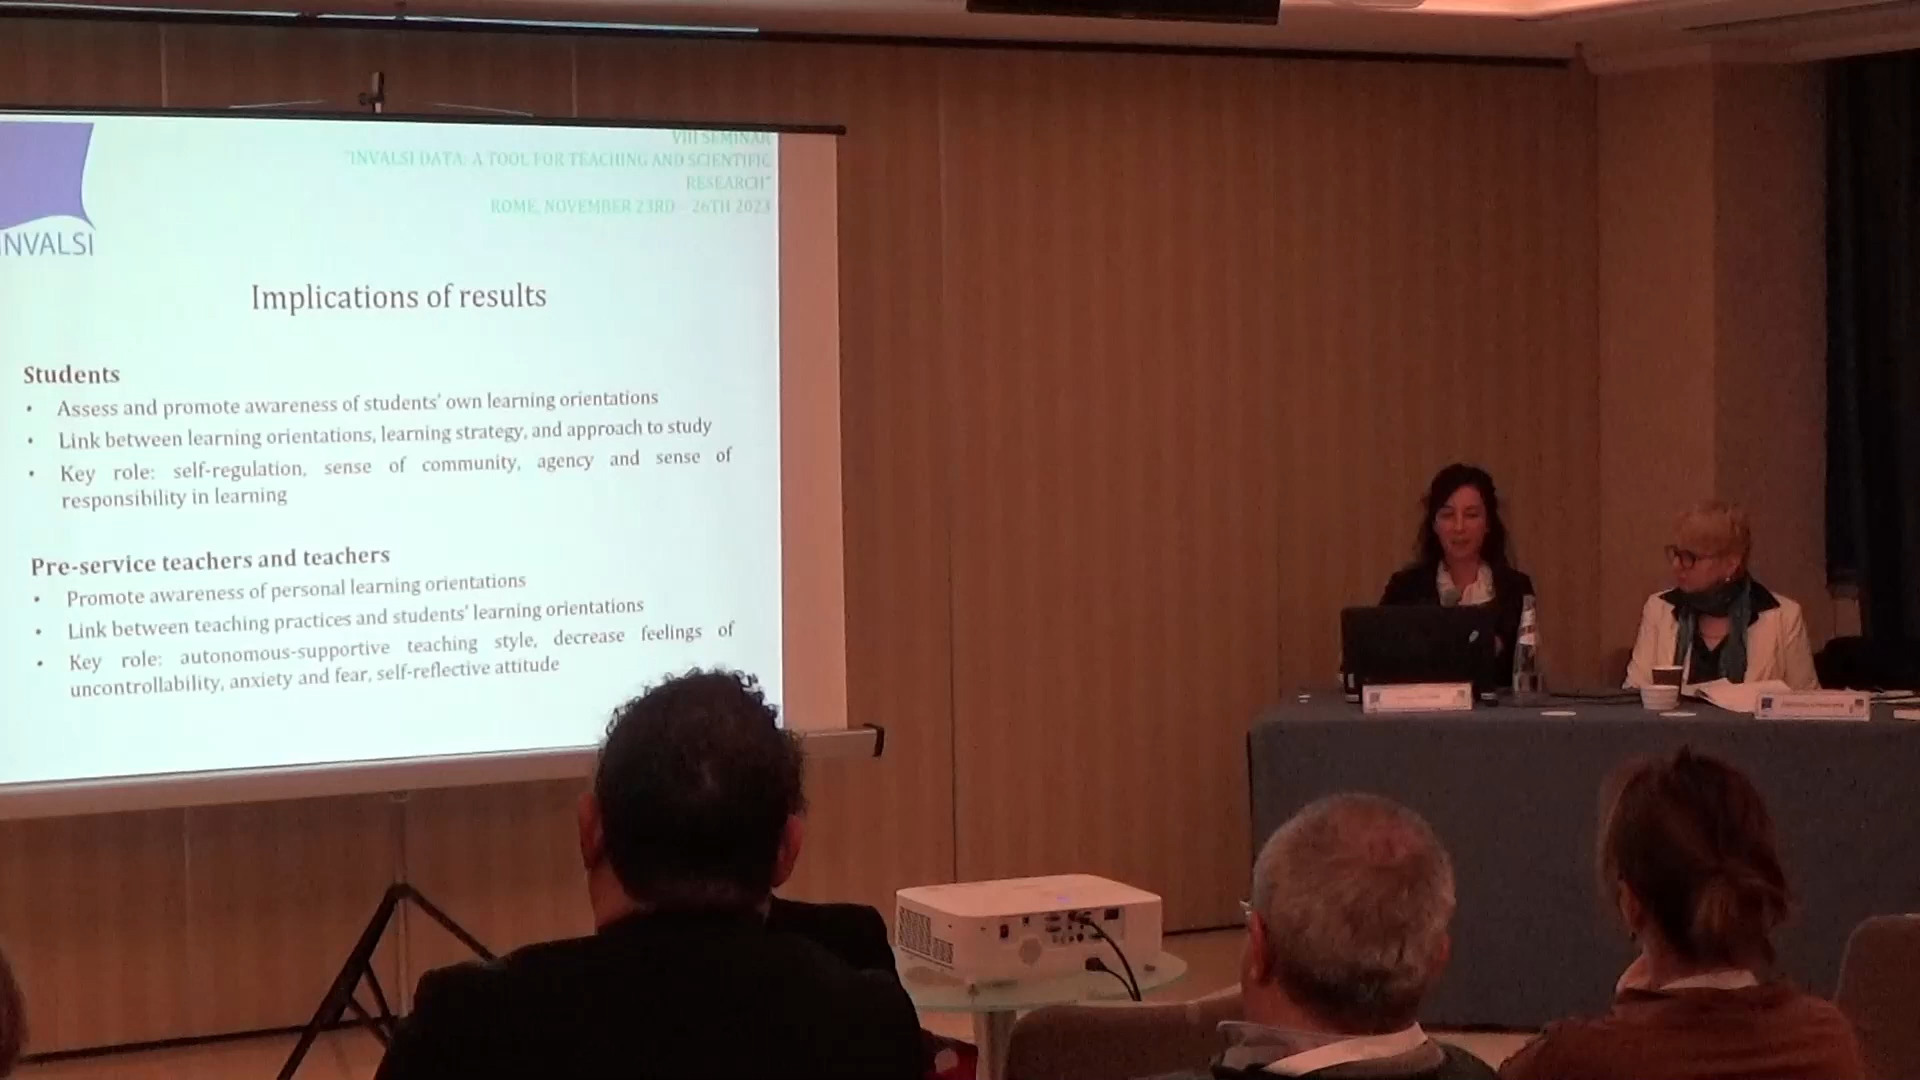 VIII SEMINAR
"INVALSI DATA: A TOOL FOR TEACHING AND SCIENTIFIC
RESEARCH"
ROME, NOVEMBER 23RD - 26TH 2023
INVALSI
Implications of results
Students
• Assess and promote awareness of students' own learning orientations
• Link between learning orientations, learning strategy, and approach to study
• Key role: self-regulation, sense of community, agency and sense of
responsibility in learning
Pre-service teachers and teachers
• Promote awareness of personal learning orientations
• Link between teaching practices and students' learning orientations
• Key role: autonomous-supportive teaching style, decrease feelings of
uncontrollability, anxiety and fear, self-reflective attitude